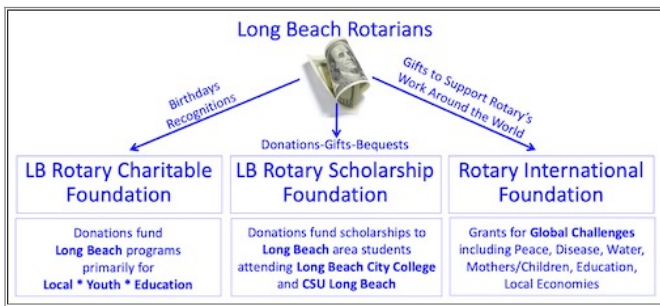 Long Beach Rotarians
Birthdays
Recognitions
Donations-Gifts-Bequests
Gifts to Support Rotary's
Work Around the World
LB Rotary Charitable
Foundation
Donations fund
Long Beach programs
primarily for
Local * Youth * Education
LB Rotary Scholarship
Foundation
Donations fund scholarships to
Long Beach area students
attending Long Beach City College
and CSU Long Beach
Rotary International
Foundation
Grants for Global Challenges
including Peace, Disease, Water,
Mothers/Children, Education,
Local Economies